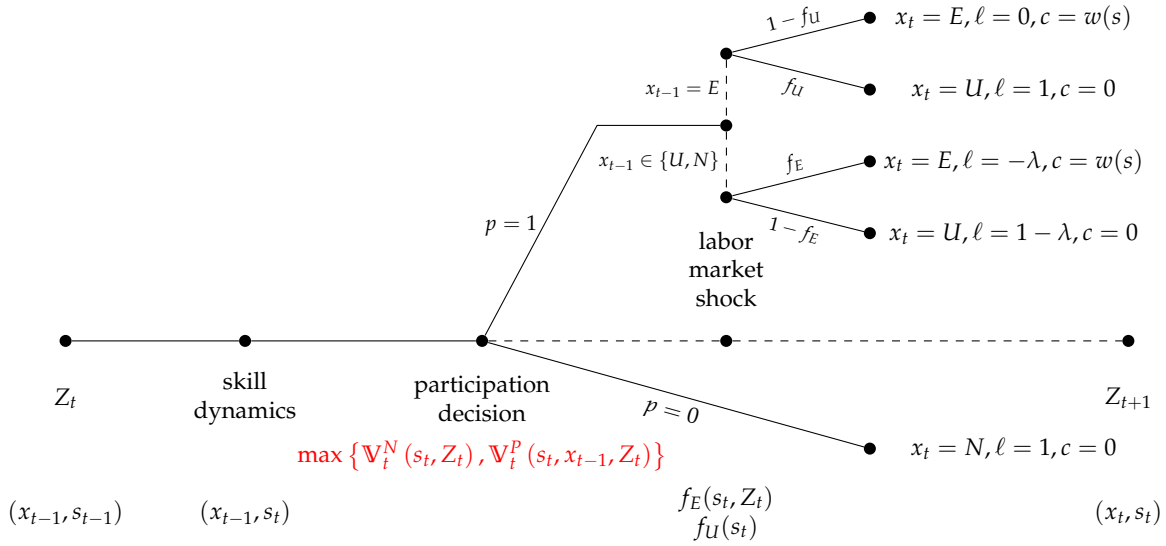 1 − f_U
x_t = E, ℓ = 0, c = w(s)
x_{t−1} = E
f_U
x_t = U, ℓ = 1, c = 0
x_{t−1} ∈ {U, N}
f_E
x_t = E, ℓ = −λ, c = w(s)
p = 1
1 − f_E
x_t = U, ℓ = 1 − λ, c = 0
labor
market
shock
Z_t
skill
dynamics
participation
decision
p = 0
Z_{t+1}
max {𝕍_t^N (s_t, Z_t), 𝕍_t^P (s_t, x_{t−1}, Z_t)}
x_t = N, ℓ = 1, c = 0
(x_{t−1}, s_{t−1})
(x_{t−1}, s_t)
f_E(s_t, Z_t)
f_U(s_t)
(x_t, s_t)